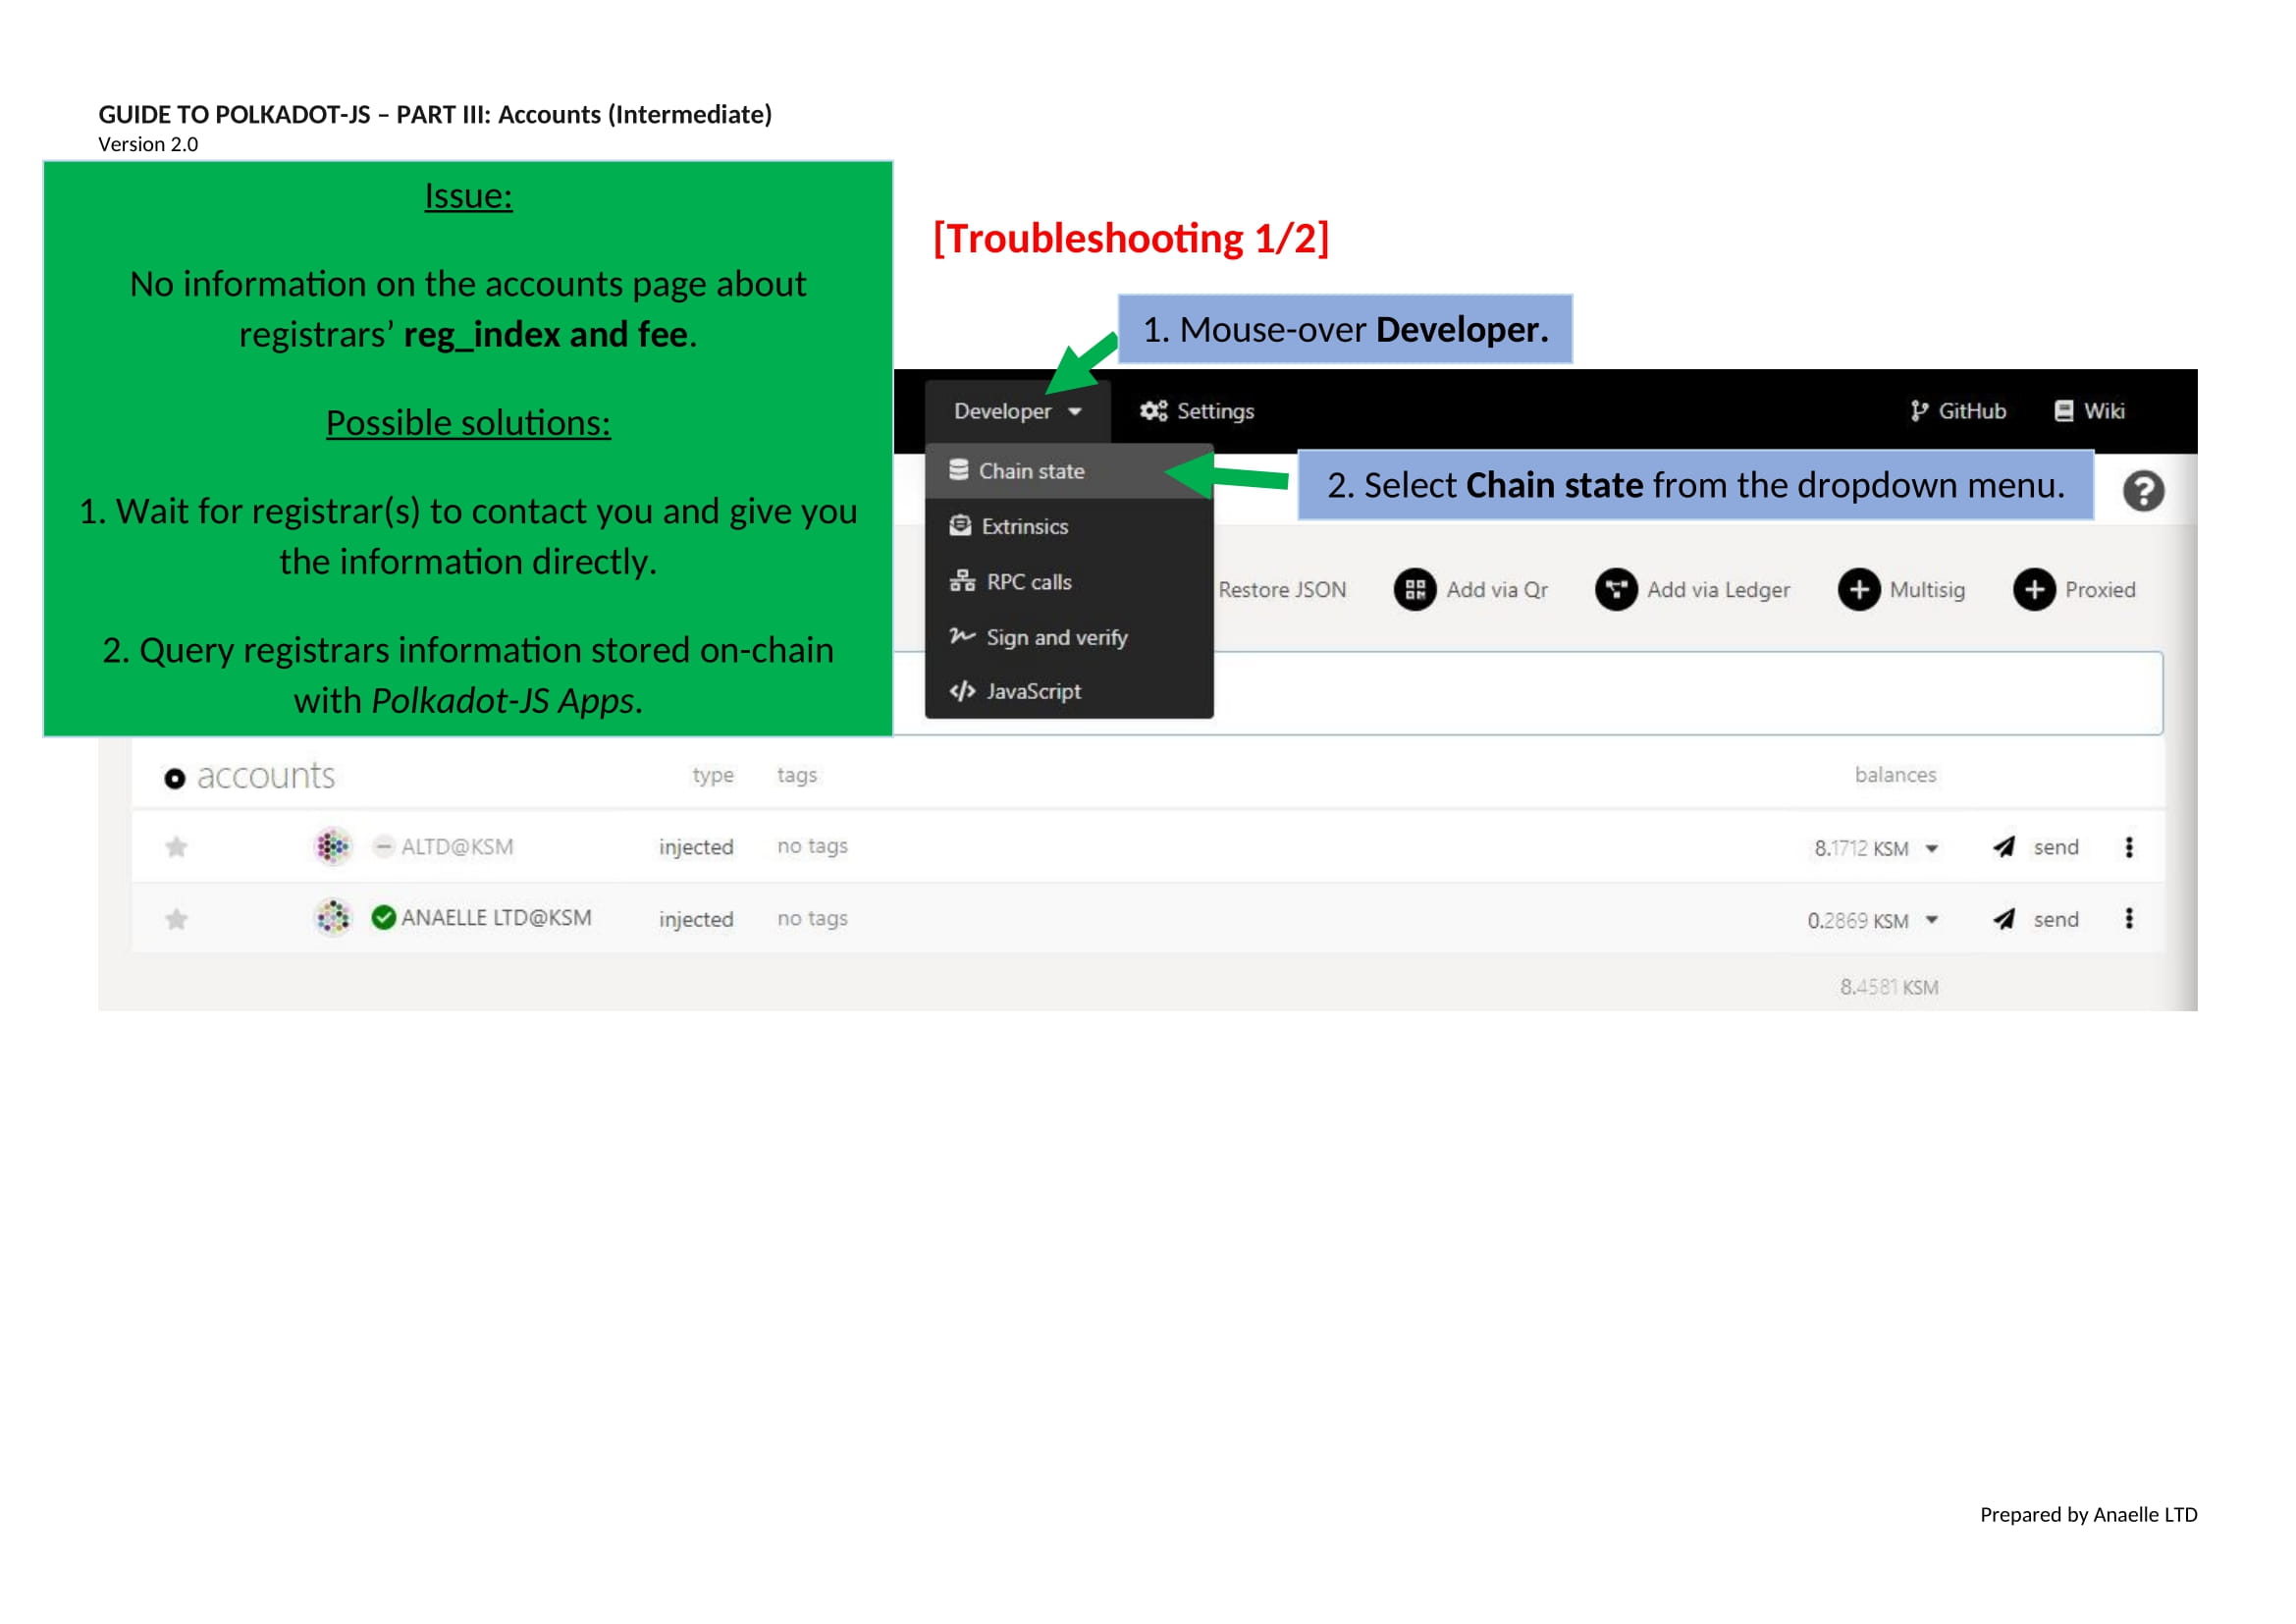 GUIDE TO POLKADOT-JS – PART III: Accounts (Intermediate)
Version 2.0
Issue:
No information on the accounts page about
registrars’ reg_index and fee.
Possible solutions:
1. Wait for registrar(s) to contact you and give you
the information directly.
2. Query registrars information stored on-chain
with Polkadot-JS Apps.
[Troubleshooting 1/2]
1. Mouse-over Developer.
Developer Settings GitHub Wiki
Chain state
2. Select Chain state from the dropdown menu.
Extrinsics
RPC calls
Sign and verify
JavaScript
Restore JSON Add via Qr Add via Ledger Multisig Proxied
accounts type tags balances
ALTD@KSM injected no tags 8.1712 KSM send
ANAELLE LTD@KSM injected no tags 0.2869 KSM send
8.4581 KSM
Prepared by Anaelle LTD